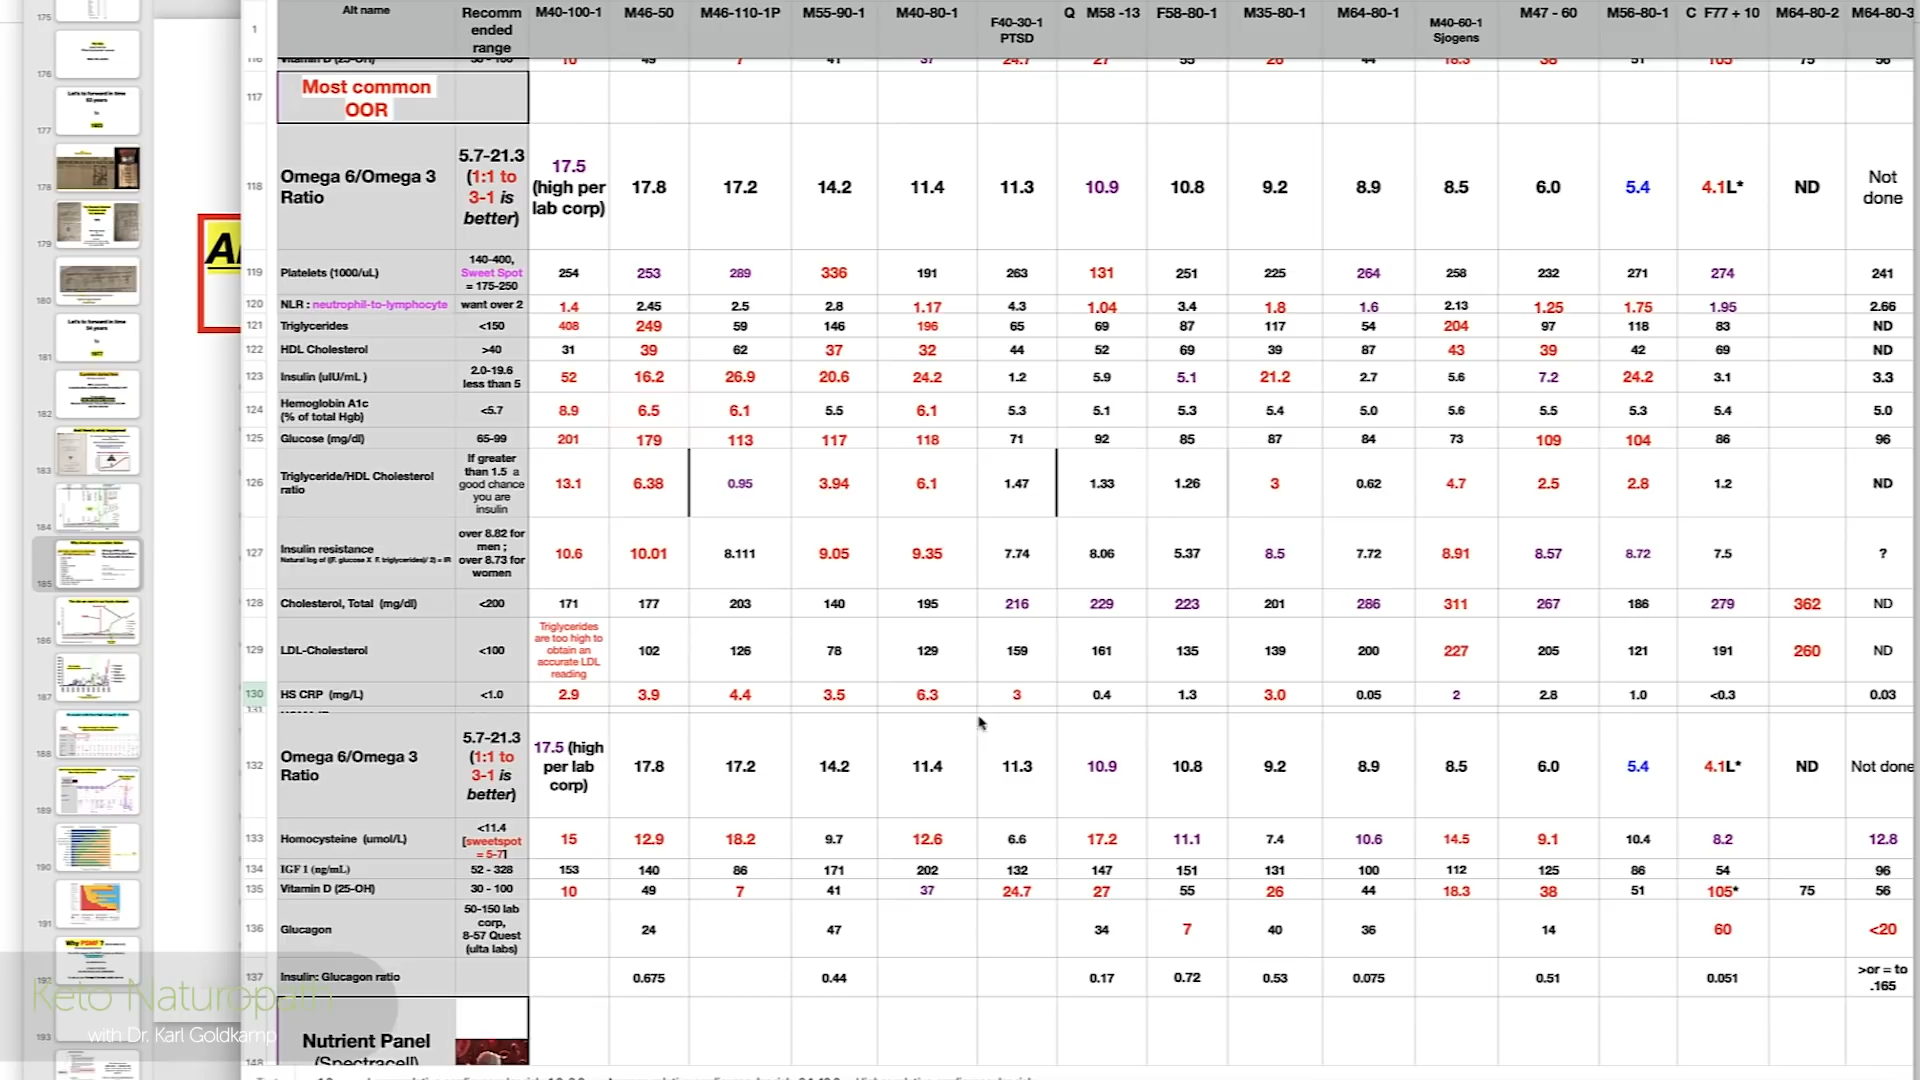 1 Alt name Recomm ended range M40-100-1 M46-50 M46-110-1P M55-90-1 M40-80-1 F40-30-1 PTSD Q M58 -13 F58-80-1 M35-80-1 M64-80-1 M40-60-1 Sjogens M47 - 60 M56-80-1 C F77 + 10 M64-80-2 M64-80-3
117 Most common OOR
118 Omega 6/Omega 3 Ratio 5.7-21.3 (1:1 to 3-1 is better) 17.5 (high per lab corp) 17.8 17.2 14.2 11.4 11.3 10.9 10.8 9.2 8.9 8.5 6.0 5.4 4.1L* ND Not done
119 Platelets (1000/uL) 140-400, Sweet Spot = 175-250 254 253 289 336 191 263 131 251 225 264 258 232 271 274 241
120 NLR : neutrophil-to-lymphocyte want over 2 1.4 2.45 2.5 2.8 1.17 4.3 1.04 3.4 1.8 1.6 2.13 1.25 1.75 1.95 2.66
121 Triglycerides <150 408 249 59 146 196 65 69 87 117 54 204 97 118 83 ND
122 HDL Cholesterol >40 31 39 62 37 32 44 52 69 39 87 43 39 42 69 ND
123 Insulin (uIU/mL ) 2.0-19.6 less than 5 52 16.2 26.9 20.6 24.2 1.2 5.9 5.1 21.2 2.7 5.6 7.2 24.2 3.1 3.3
124 Hemoglobin A1c (% of total Hgb) <5.7 8.9 6.5 6.1 5.5 6.1 5.3 5.1 5.3 5.4 5.0 5.6 5.5 5.3 5.4 5.0
125 Glucose (mg/dl) 65-99 201 179 113 117 118 71 92 85 87 84 73 109 104 86 96
126 Triglyceride/HDL Cholesterol ratio If greater than 1.5 a good chance you are insulin 13.1 6.38 0.95 3.94 6.1 1.47 1.33 1.26 3 0.62 4.7 2.5 2.8 1.2 ND
127 Insulin resistance Natural log of ((F. glucose X F. triglycerides)/ 2) = IR over 8.82 for men ; over 8.73 for women 10.6 10.01 8.111 9.05 9.35 7.74 8.06 5.37 8.5 7.72 8.91 8.57 8.72 7.5 ?
128 Cholesterol, Total (mg/dl) <200 171 177 203 140 195 216 229 223 201 286 311 267 186 279 362 ND
129 LDL-Cholesterol <100 Triglycerides are too high to obtain an accurate LDL reading 102 126 78 129 159 161 135 139 200 227 205 121 191 260 ND
130 HS CRP (mg/L) <1.0 2.9 3.9 4.4 3.5 6.3 3 0.4 1.3 3.0 0.05 2 2.8 1.0 <0.3 0.03
132 Omega 6/Omega 3 Ratio 5.7-21.3 (1:1 to 3-1 is better) 17.5 (high per lab corp) 17.8 17.2 14.2 11.4 11.3 10.9 10.8 9.2 8.9 8.5 6.0 5.4 4.1L* ND Not done
133 Homocysteine (umol/L) <11.4 [sweetspot = 5-7] 15 12.9 18.2 9.7 12.6 6.6 17.2 11.1 7.4 10.6 14.5 9.1 10.4 8.2 12.8
134 IGF 1 (ng/mL) 52 - 328 153 140 86 171 202 132 147 151 131 100 112 125 86 54 96
135 Vitamin D (25-OH) 30 - 100 10 49 7 41 37 24.7 27 55 26 44 18.3 38 51 105* 75 56
136 Glucagon 50-150 lab corp, 8-57 Quest (ulta labs) 24 47 34 7 40 36 14 60 <20
137 Insulin: Glucagon ratio 0.675 0.44 0.17 0.72 0.53 0.075 0.51 0.051 >or = to .165
148 Nutrient Panel (Spectracell)
Keto Naturopath
with Dr. Karl Goldkamp